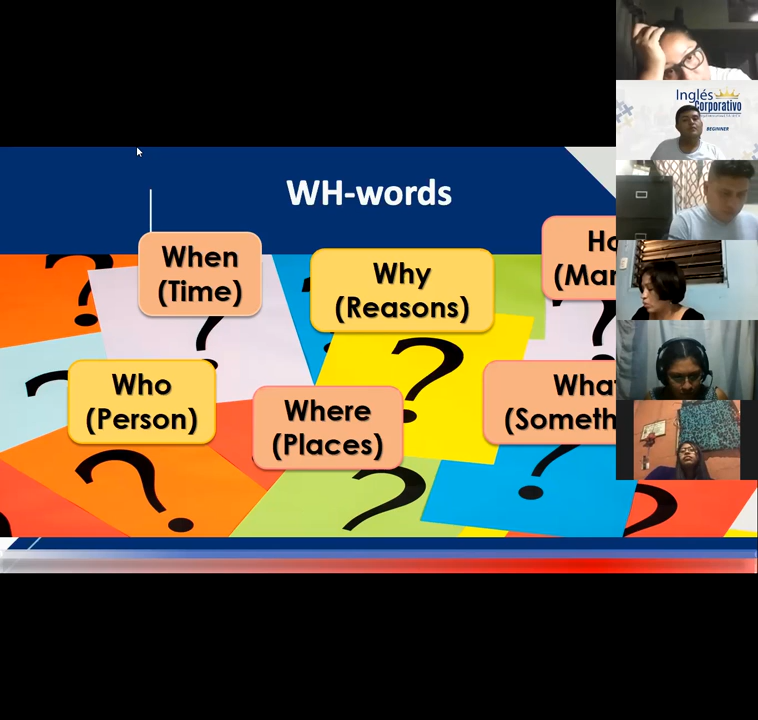 WH-words
When
(Time)
Why
(Reasons)
Who
(Person)
Where
(Places)
Inglés
Corporativo
BEGINNER